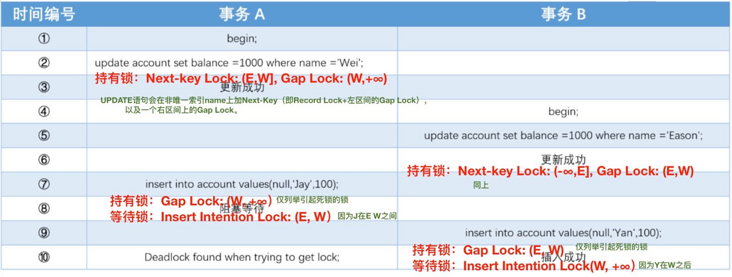 时间编号 事务 A 事务 B
① begin;
② update account set balance =1000 where name ='Wei';
持有锁：Next-key Lock: (E,W], Gap Lock: (W,+∞)
③ 更新成功
UPDATE语句会在非唯一索引name上加Next-Key（即Record Lock+左区间的Gap Lock），
以及一个右区间上的Gap Lock。
④ begin;
⑤ update account set balance =1000 where name ='Eason';
⑥ 更新成功
持有锁：Next-key Lock: (-∞,E], Gap Lock: (E,W)
同上
⑦ insert into account values(null,'Jay',100);
持有锁：Gap Lock: (W, +∞) 仅列举引起死锁的锁
⑧ 阻塞等待
等待锁：Insert Intention Lock: (E, W) 因为J在E W之间
⑨ insert into account values(null,'Yan',100);
持有锁：Gap Lock: (E, W) 仅列举引起死锁的锁
⑩ Deadlock found when trying to get lock; 插入成功
等待锁：Insert Intention Lock(W, +∞) 因为Y在W之后